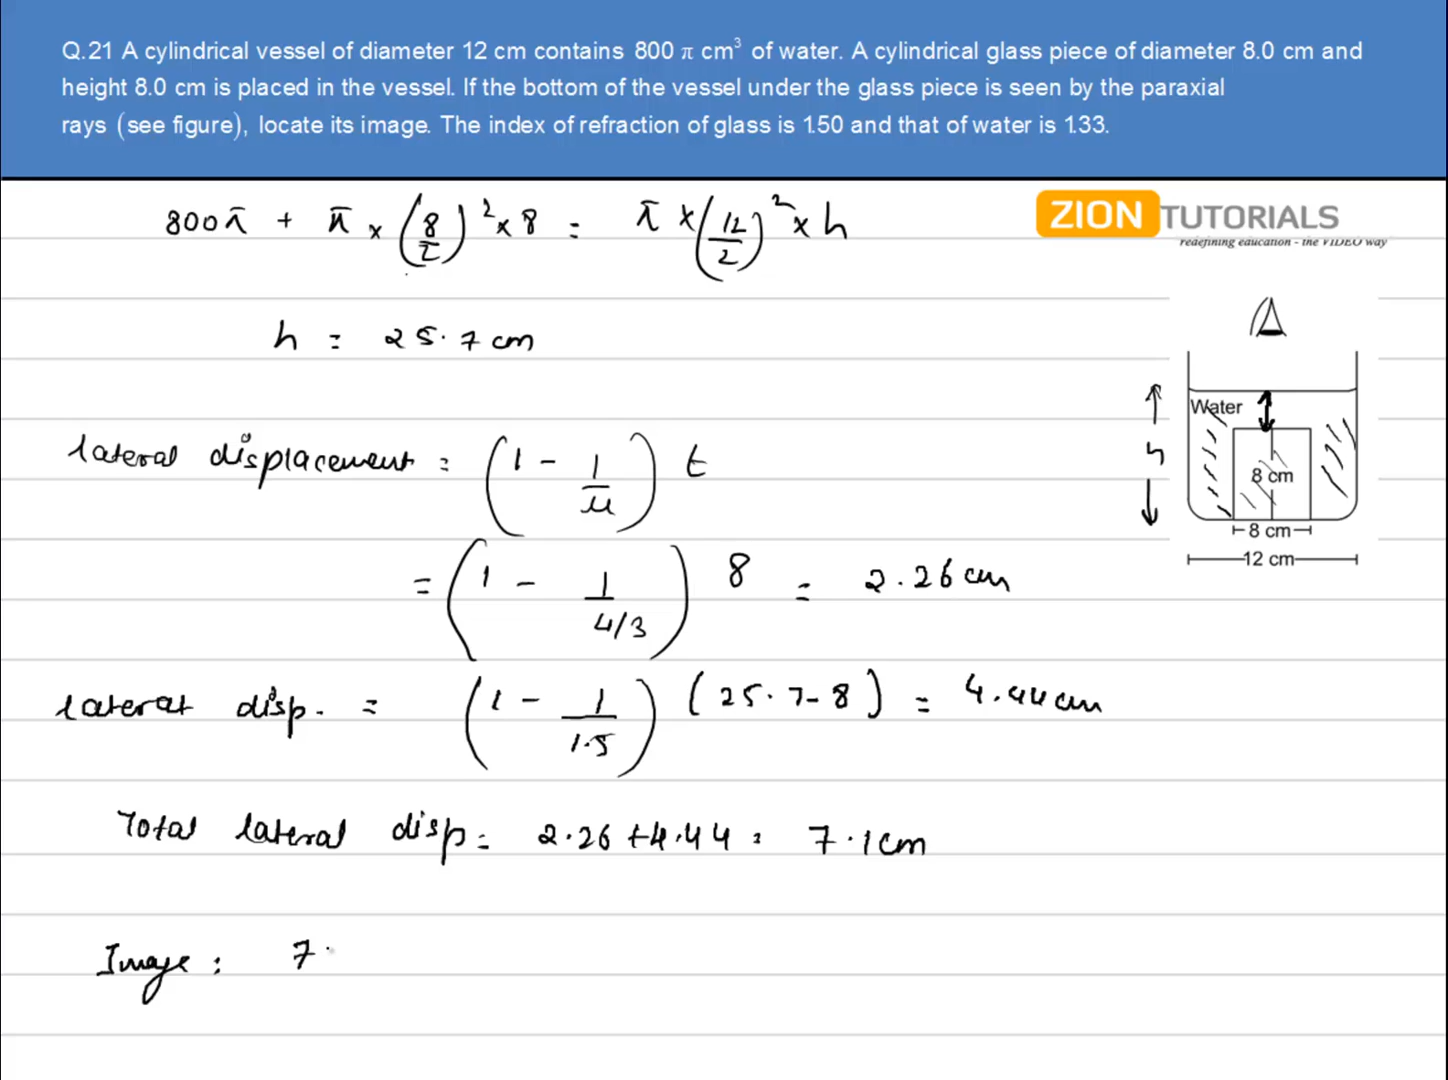 Q.21 A cylindrical vessel of diameter 12 cm contains 800 π cm³ of water. A cylindrical glass piece of diameter 8.0 cm and
height 8.0 cm is placed in the vessel. If the bottom of the vessel under the glass piece is seen by the paraxial
rays (see figure), locate its image. The index of refraction of glass is 1.50 and that of water is 1.33.
800π + π × (8/2)² × 8 = π × (12/2)² × h
ZION TUTORIALS
redefining education - the VIDEO way
h = 25.7 cm
Water
h
8 cm
8 cm
12 cm
lateral displacement = (1 - 1/μ) t
= (1 - 1/4/3) 8 = 2.26 cm
lateral disp. = (1 - 1/1.5) (25.7-8) = 4.44 cm
Total lateral disp = 2.26 + 4.44 = 7.1 cm
Image : 7.